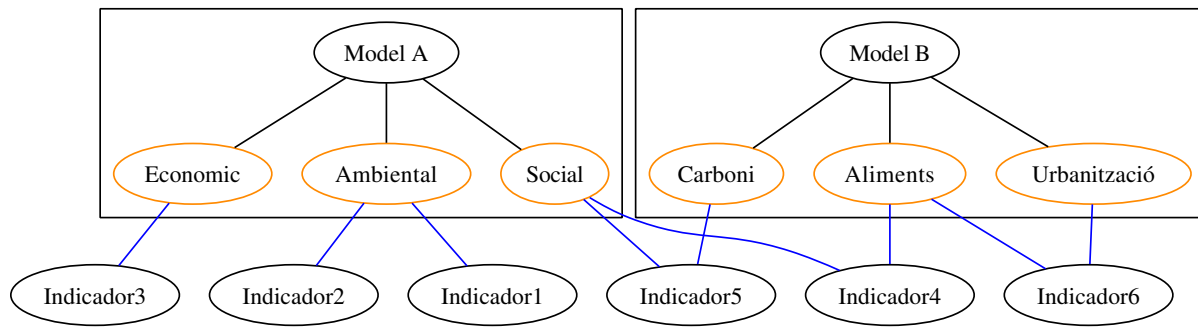 Model A
Model B
Economic
Ambiental
Social
Carboni
Aliments
Urbanització
Indicador3
Indicador2
Indicador1
Indicador5
Indicador4
Indicador6